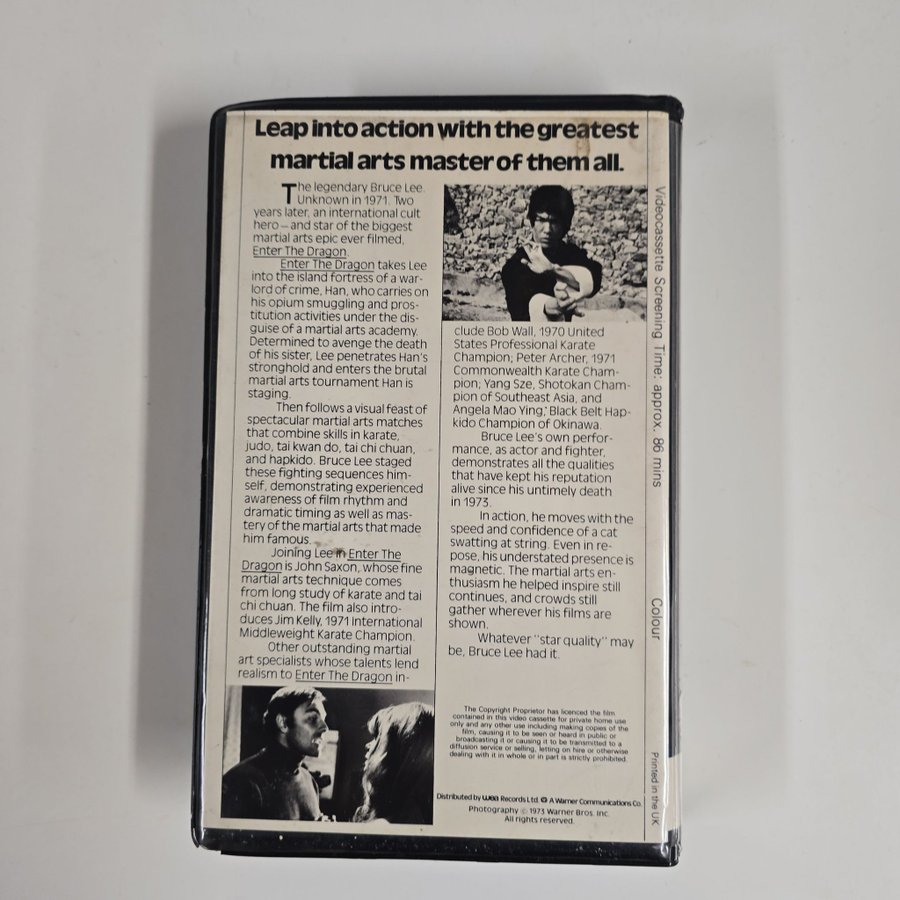 Leap into action with the greatest
martial arts master of them all.
The legendary Bruce Lee.
Unknown in 1971. Two
years later, an international cult
hero – and star of the biggest
martial arts epic ever filmed,
Enter The Dragon.
Enter The Dragon takes Lee
into the island fortress of a war-
lord of crime, Han, who carries on
his opium smuggling and pros-
titution activities under the dis-
guise of a martial arts academy.
Determined to avenge the death
of his sister, Lee penetrates Han's
stronghold and enters the brutal
martial arts tournament Han is
staging.
Then follows a visual feast of
spectacular martial arts matches
that combine skills in karate,
judo, tai kwan do, tai chi chuan,
and hapkido. Bruce Lee staged
these fighting sequences him-
self, demonstrating experienced
awareness of film rhythm and
dramatic timing as well as mas-
tery of the martial arts that made
him famous.
Joining Lee in Enter The
Dragon is John Saxon, whose fine
martial arts technique comes
from long study of karate and tai
chi chuan. The film also intro-
duces Jim Kelly, 1971 International
Middleweight Karate Champion.
Other outstanding martial
art specialists whose talents lend
realism to Enter The Dragon in-
clude Bob Wall, 1970 United
States Professional Karate
Champion; Peter Archer, 1971
Commonwealth Karate Cham-
pion; Yang Sze, Shotokan Cham-
pion of Southeast Asia, and
Angela Mao Ying, Black Belt Hap-
kido Champion of Okinawa.
Bruce Lee's own perfor-
mance, as actor and fighter,
demonstrates all the qualities
that have kept his reputation
alive since his untimely death
in 1973.
In action, he moves with the
speed and confidence of a cat
swatting at string. Even in re-
pose, his understated presence is
magnetic. The martial arts en-
thusiasm he helped inspire still
continues, and crowds still
gather wherever his films are
shown.
Whatever "star quality" may
be, Bruce Lee had it.
The Copyright Proprietor has licenced the film
contained in this video cassette for private home use
only and any other use including making copies of the
film, causing it to be seen or heard in public or
broadcasting it or causing it to be transmitted to a
diffusion service or selling, letting on hire or otherwise
dealing with it in whole or in part is strictly prohibited.
Distributed by wea Records Ltd. A Warner Communications Co.
Photography © 1973 Warner Bros. Inc.
All rights reserved.
Videocassette Screening Time: approx. 86 mins
Colour
Printed in the UK